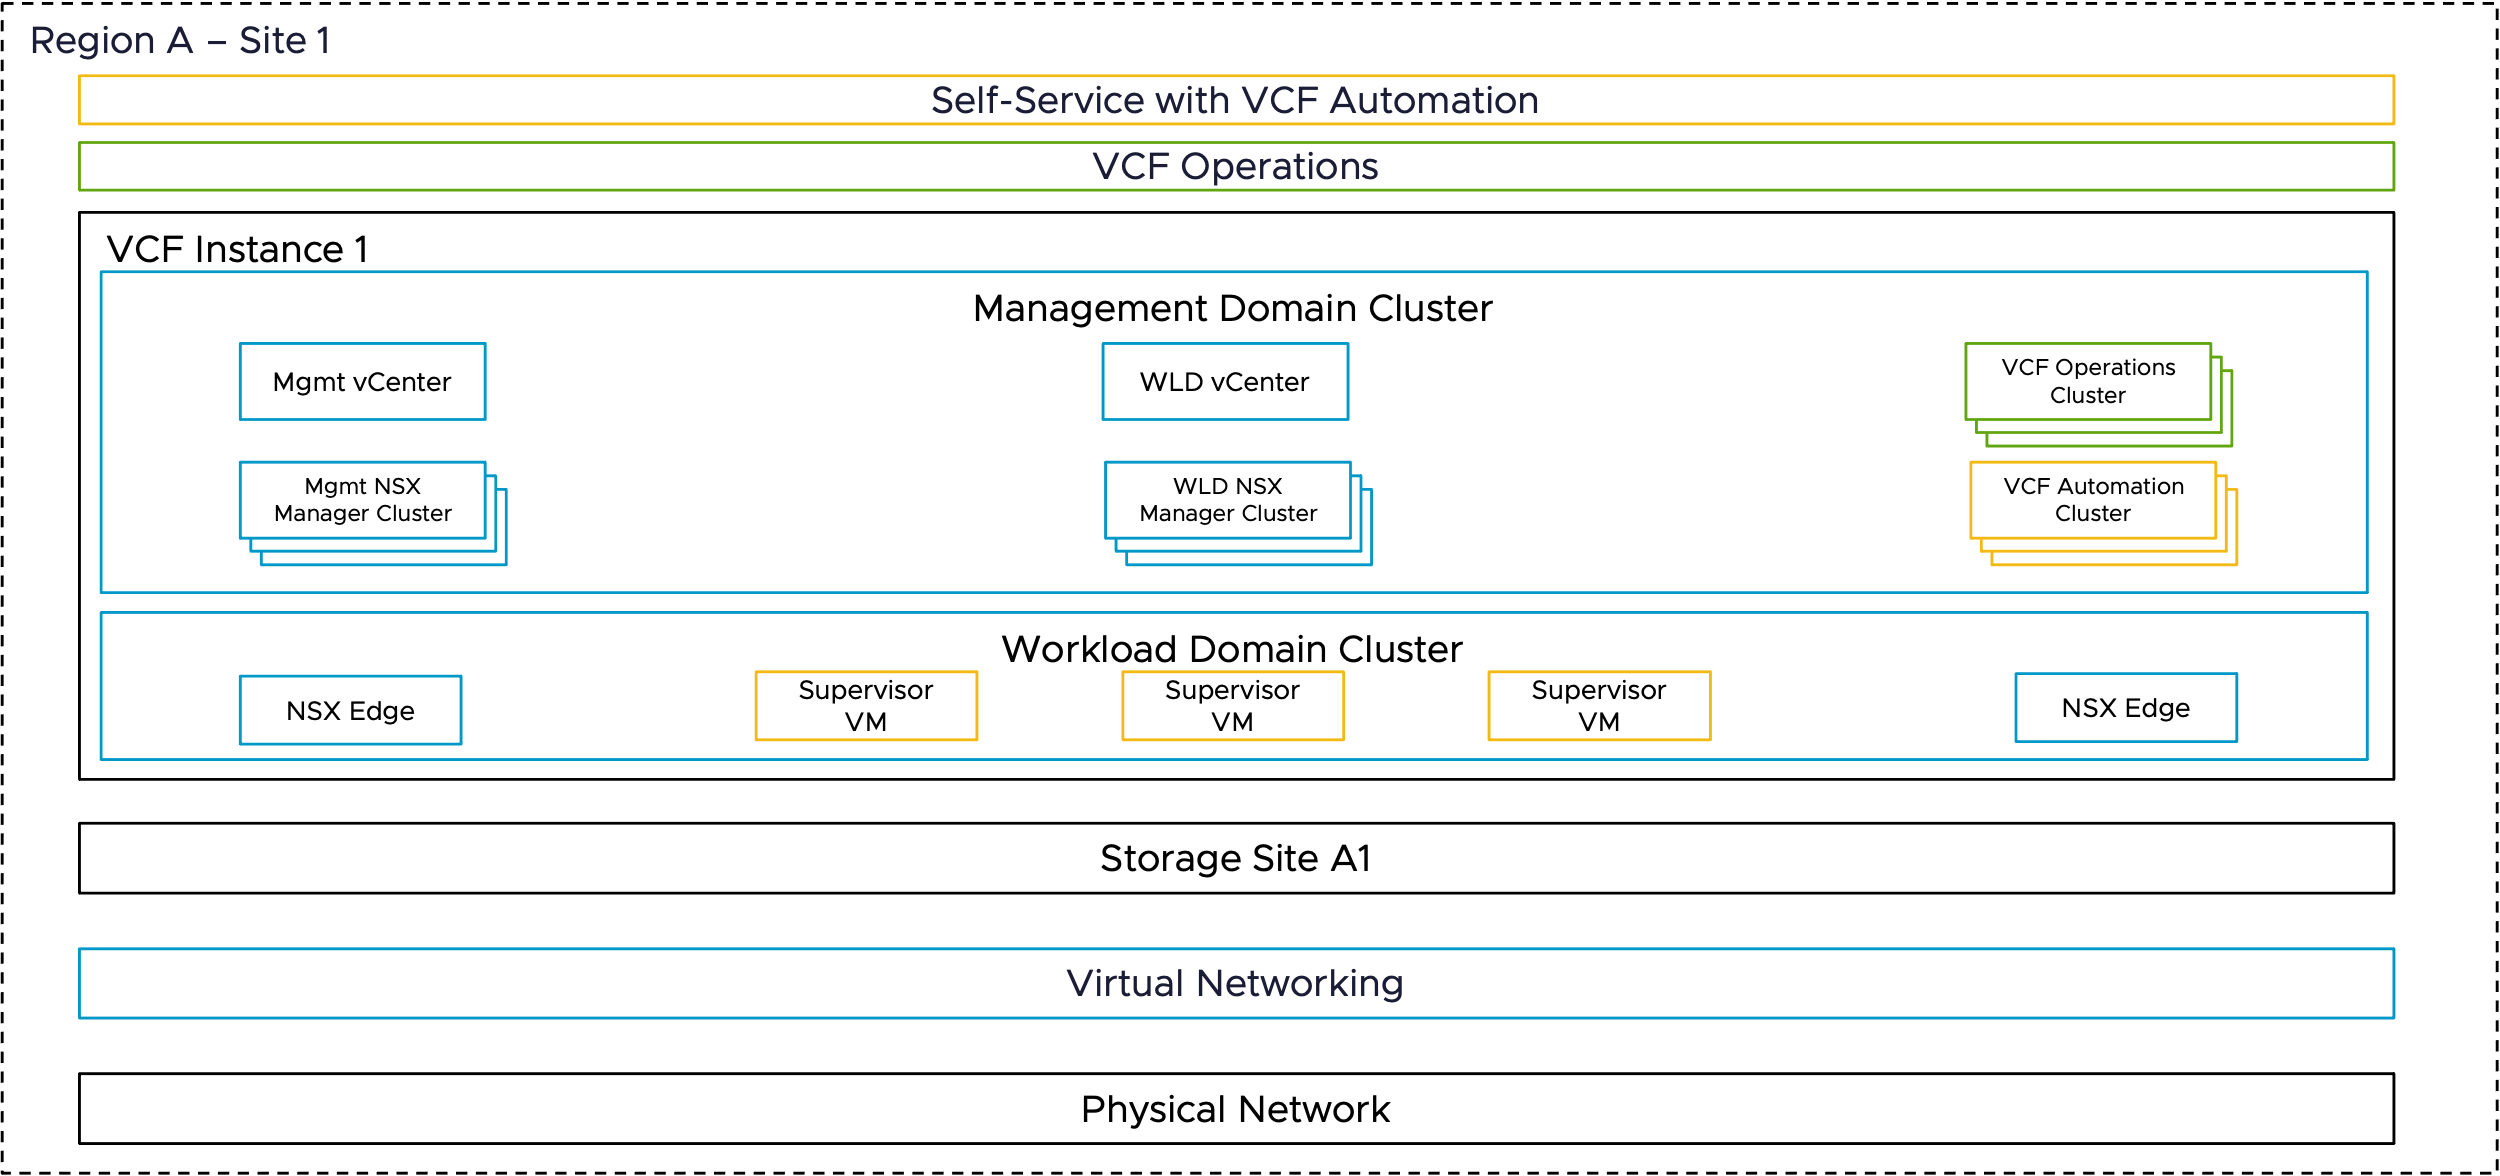 Region A – Site 1
Self-Service with VCF Automation
VCF Operations
VCF Instance 1
Management Domain Cluster
Mgmt vCenter
WLD vCenter
VCF Operations
Cluster
Mgmt NSX
Manager Cluster
WLD NSX
Manager Cluster
VCF Automation
Cluster
Workload Domain Cluster
NSX Edge
Supervisor
VM
Supervisor
VM
Supervisor
VM
NSX Edge
Storage Site A1
Virtual Networking
Physical Network